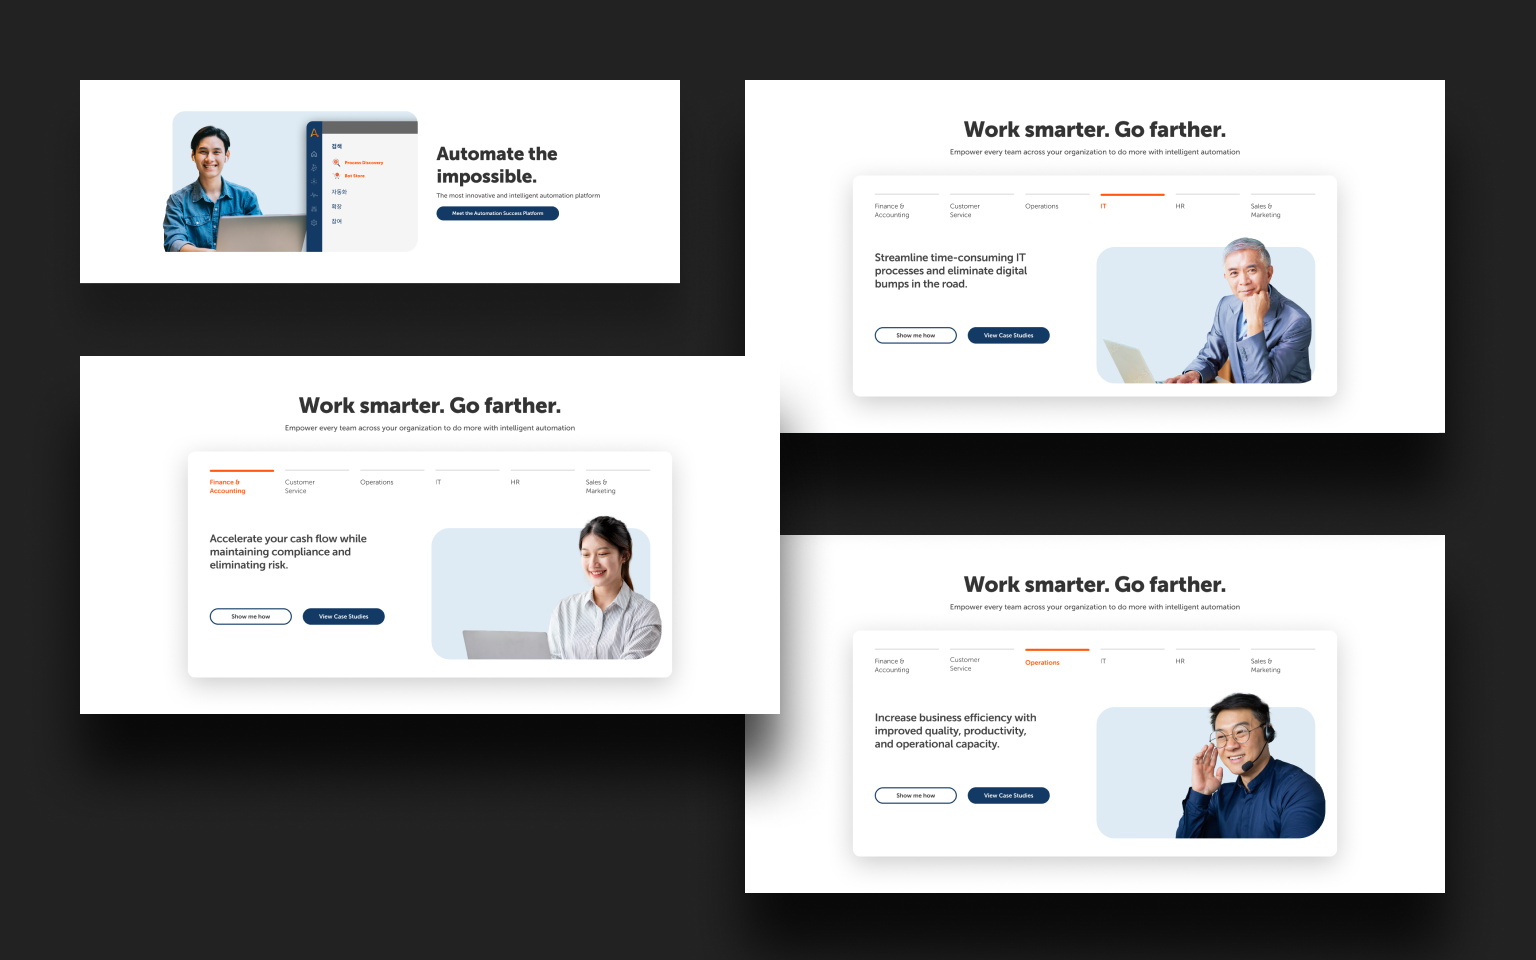 검색
Process Discovery
Bot Store
자동화
확장
참여
Automate the
impossible.
The most innovative and intelligent automation platform
Meet the Automation Success Platform
Work smarter. Go farther.
Empower every team across your organization to do more with intelligent automation
Finance & Accounting
Customer Service
Operations
IT
HR
Sales & Marketing
Streamline time-consuming IT
processes and eliminate digital
bumps in the road.
Show me how
View Case Studies
Work smarter. Go farther.
Empower every team across your organization to do more with intelligent automation
Finance & Accounting
Customer Service
Operations
IT
HR
Sales & Marketing
Accelerate your cash flow while
maintaining compliance and
eliminating risk.
Show me how
View Case Studies
Work smarter. Go farther.
Empower every team across your organization to do more with intelligent automation
Finance & Accounting
Customer Service
Operations
IT
HR
Sales & Marketing
Increase business efficiency with
improved quality, productivity,
and operational capacity.
Show me how
View Case Studies